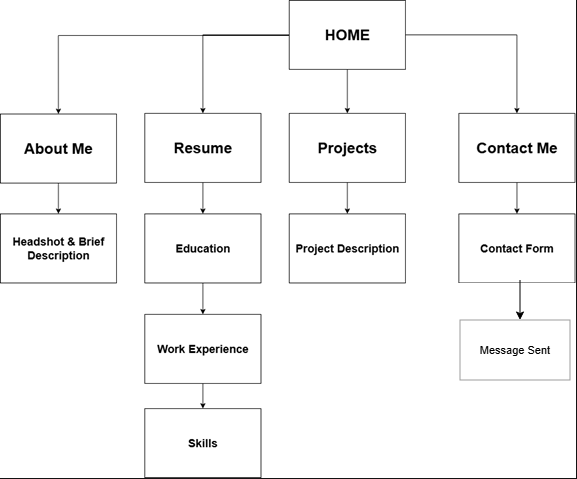 HOME
About Me
Resume
Projects
Contact Me
Headshot & Brief
Description
Education
Project Description
Contact Form
Work Experience
Message Sent
Skills